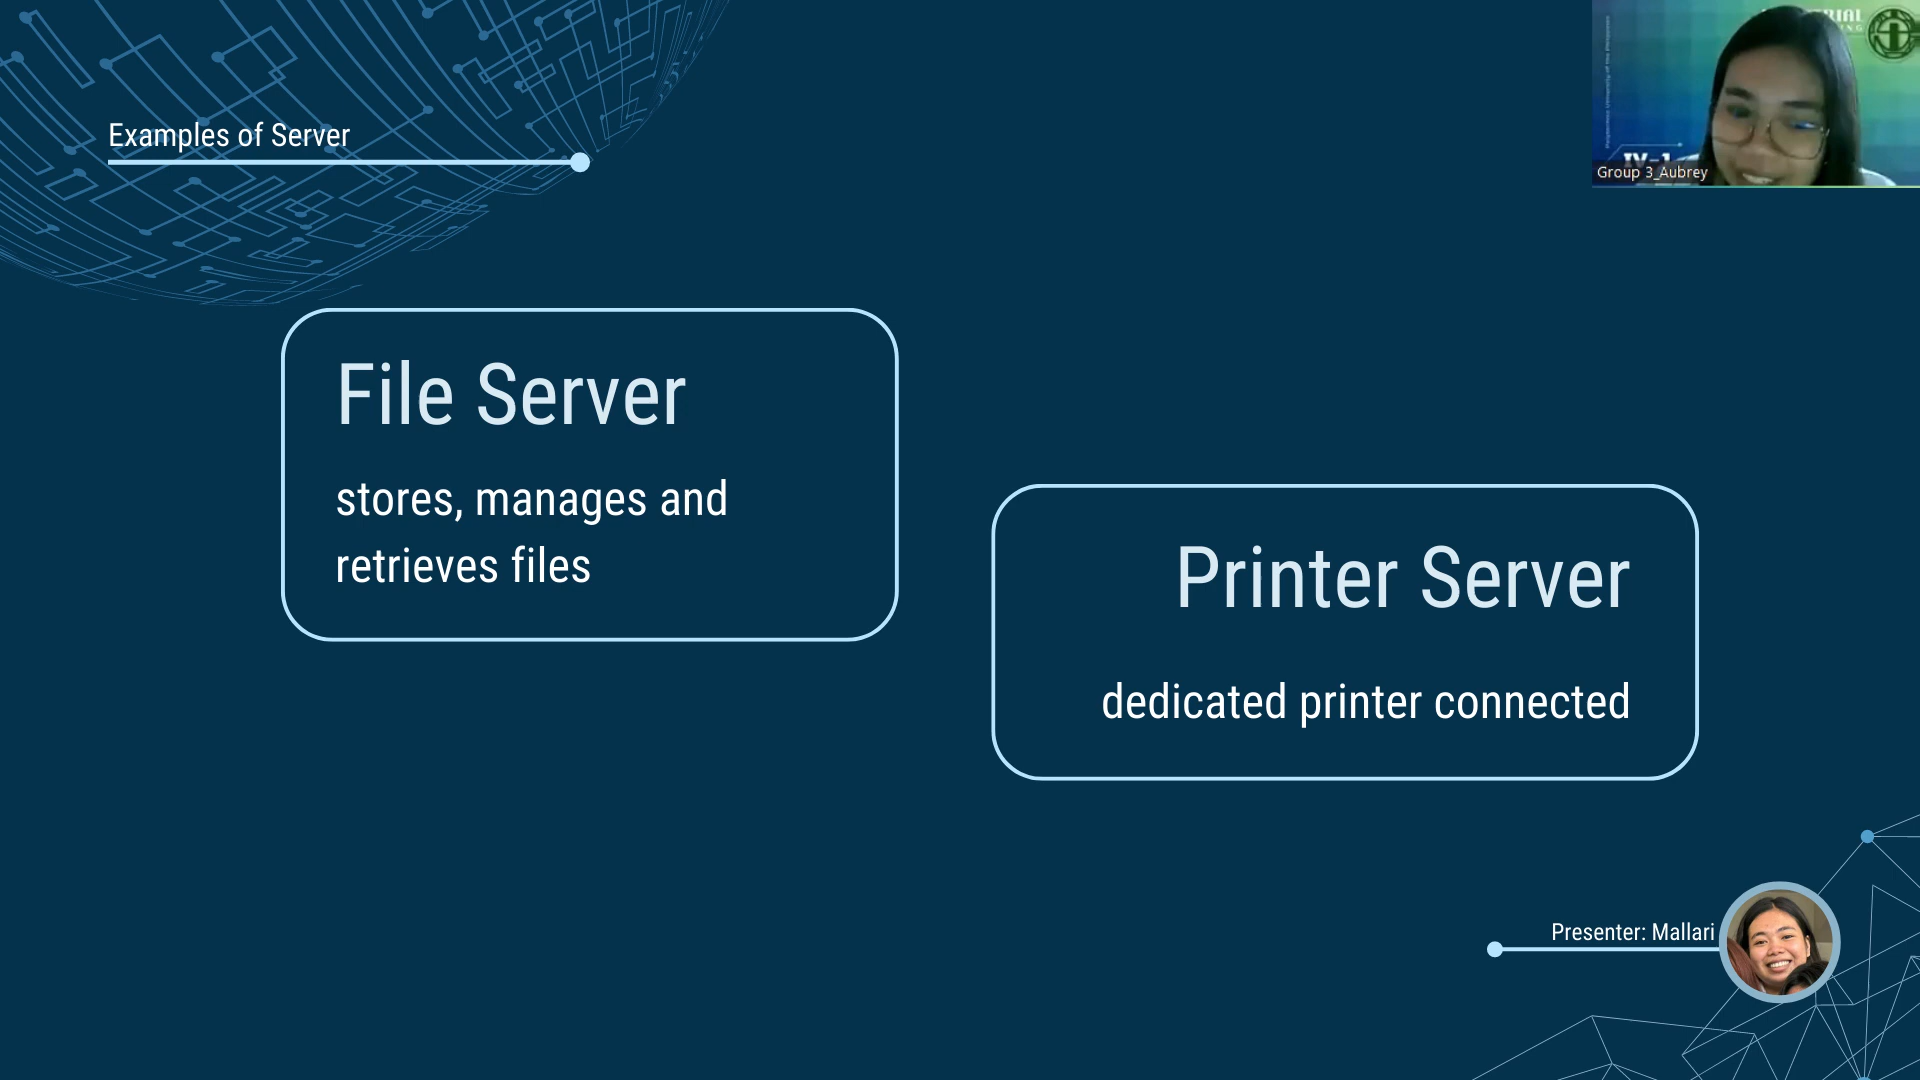 Examples of Server
Group 3_Aubrey
File Server
stores, manages and
retrieves files
Printer Server
dedicated printer connected
Presenter: Mallari